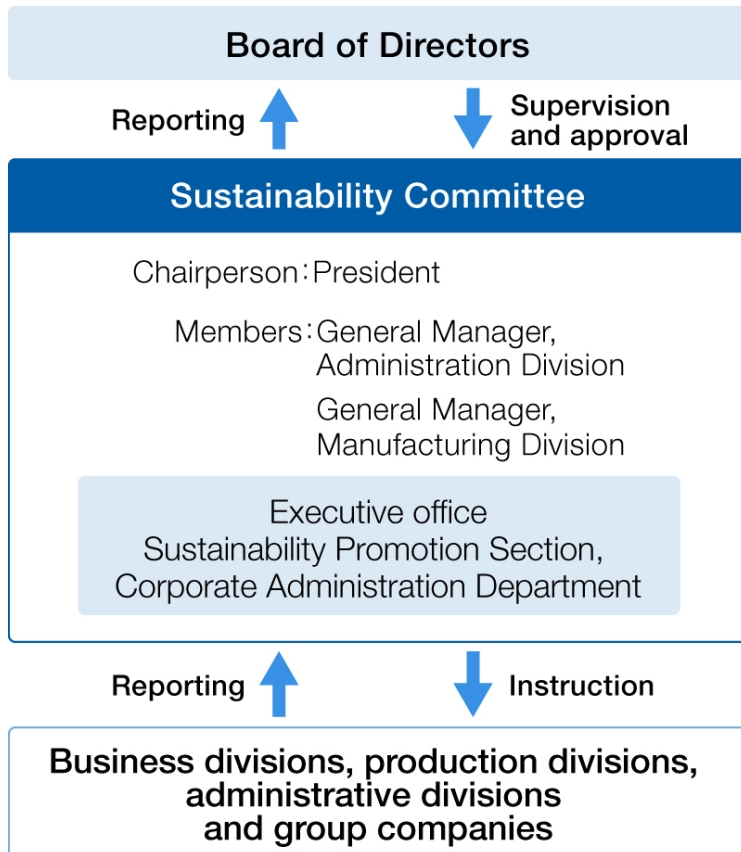 Board of Directors
Reporting
Supervision
and approval
Sustainability Committee
Chairperson:President
Members:General Manager,
Administration Division
General Manager,
Manufacturing Division
Executive office
Sustainability Promotion Section,
Corporate Administration Department
Reporting
Instruction
Business divisions, production divisions,
administrative divisions
and group companies